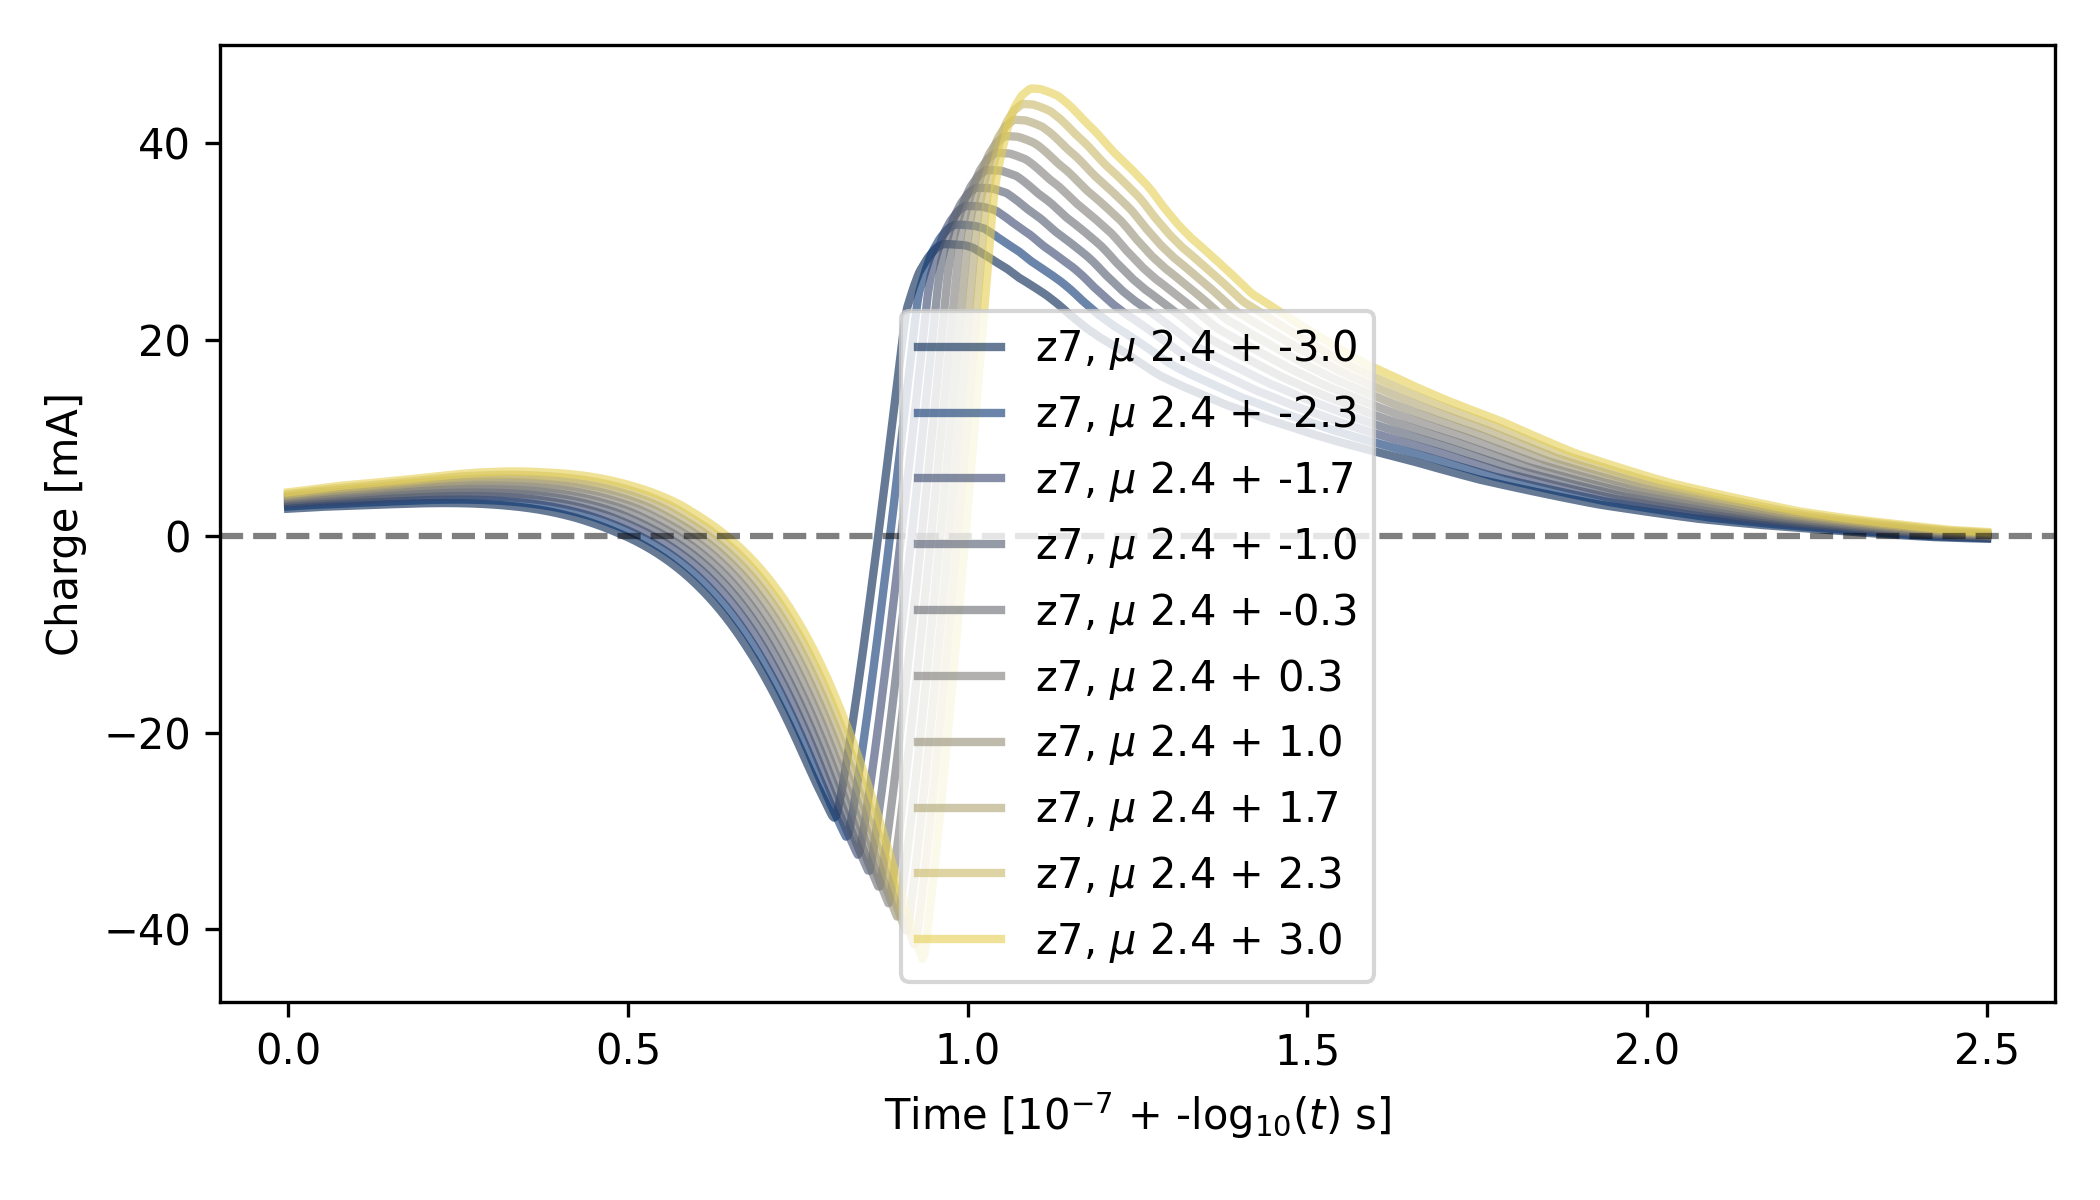 40
20
0
−20
−40
Charge [mA]
z7, μ 2.4 + -3.0
z7, μ 2.4 + -2.3
z7, μ 2.4 + -1.7
z7, μ 2.4 + -1.0
z7, μ 2.4 + -0.3
z7, μ 2.4 + 0.3
z7, μ 2.4 + 1.0
z7, μ 2.4 + 1.7
z7, μ 2.4 + 2.3
z7, μ 2.4 + 3.0
0.0 0.5 1.0 1.5 2.0 2.5
Time [10⁻⁷ + -log₁₀(t) s]